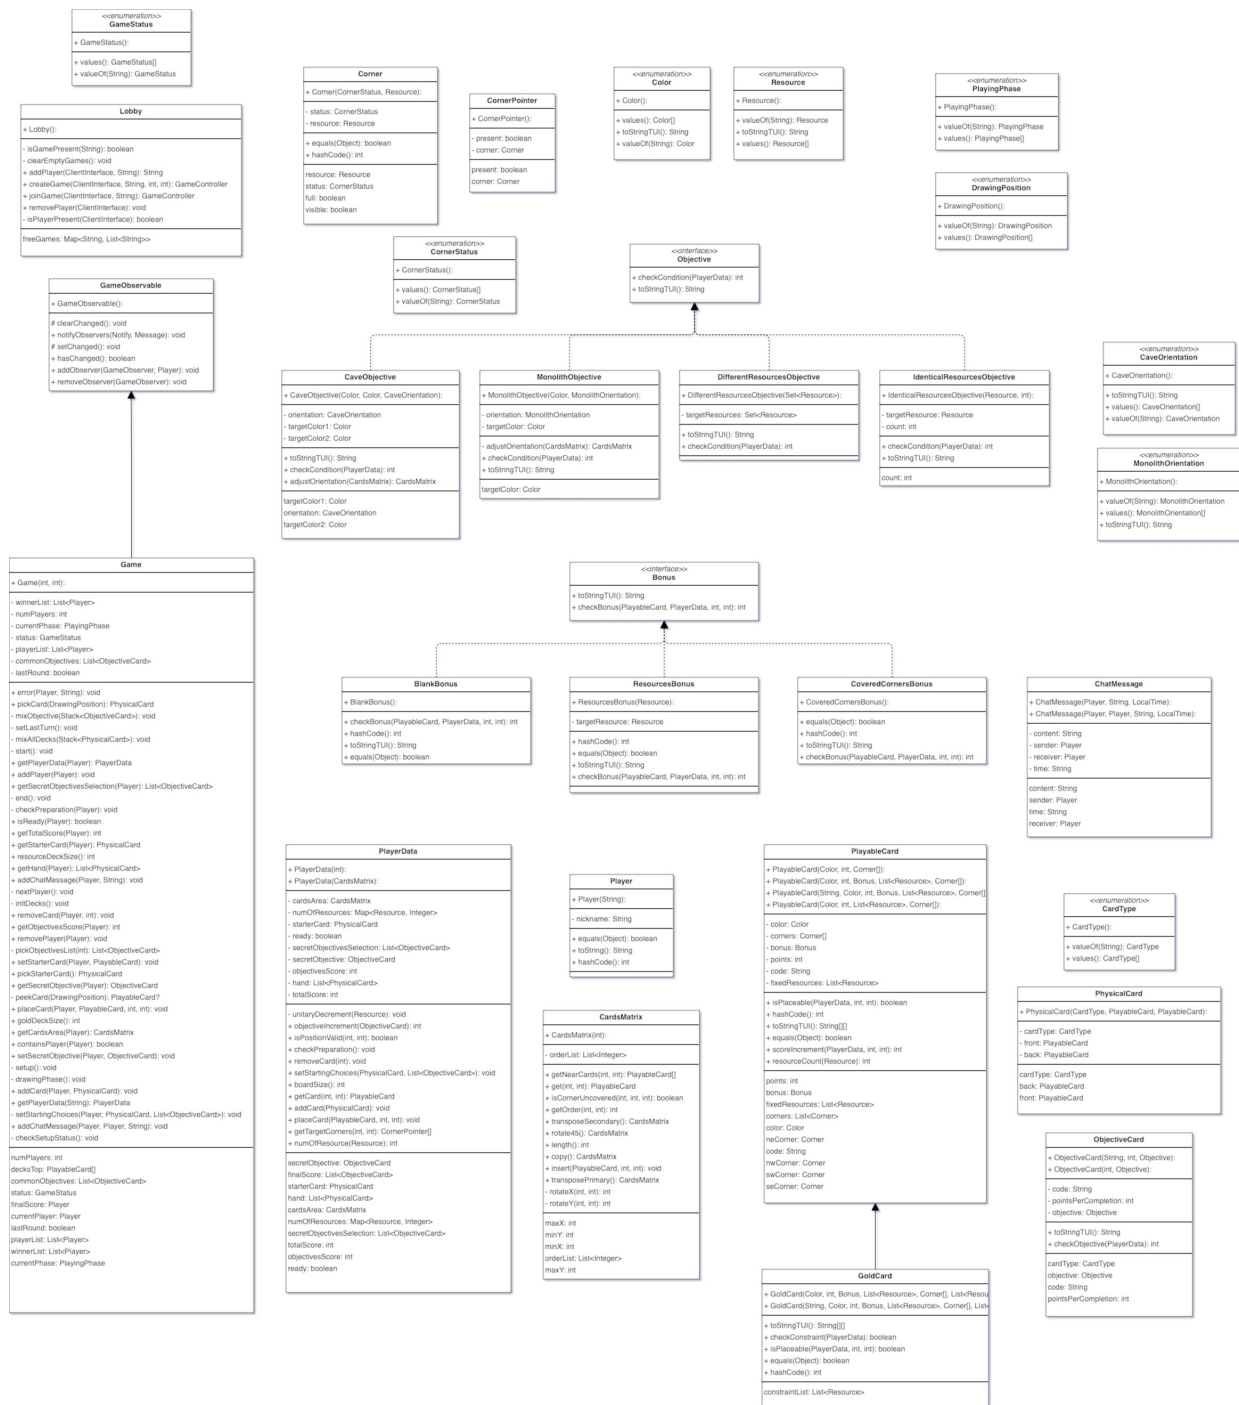 <<enumeration>>
GameStatus
+ GameStatus():
+ values(): GameStatus[]
+ valueOf(String): GameStatus
Lobby
+ Lobby():
- isGamePresent(String): boolean
- clearEmptyGames(): void
+ addPlayer(ClientInterface, String): String
+ createGame(ClientInterface, String, int, int): GameController
+ joinGame(ClientInterface, String): GameController
+ removePlayer(ClientInterface): void
- isPlayerPresent(ClientInterface): boolean
freeGames: Map<String, List<String>>
Corner
+ Corner(CornerStatus, Resource):
- status: CornerStatus
- resource: Resource
+ equals(Object): boolean
+ hashCode(): int
resource: Resource
status: CornerStatus
full: boolean
visible: boolean
CornerPointer
+ CornerPointer():
- present: boolean
- corner: Corner
present: boolean
corner: Corner
<<enumeration>>
Color
+ Color():
+ values(): Color[]
+ toStringTUI(): String
+ valueOf(String): Color
<<enumeration>>
Resource
+ Resource():
+ valueOf(String): Resource
+ toStringTUI(): String
+ values(): Resource[]
<<enumeration>>
PlayingPhase
+ PlayingPhase():
+ valueOf(String): PlayingPhase
+ values(): PlayingPhase[]
<<enumeration>>
DrawingPosition
+ DrawingPosition():
+ valueOf(String): DrawingPosition
+ values(): DrawingPosition[]
<<enumeration>>
CornerStatus
+ CornerStatus():
+ values(): CornerStatus[]
+ valueOf(String): CornerStatus
<<interface>>
Objective
+ checkCondition(PlayerData): int
+ toStringTUI(): String
GameObservable
+ GameObservable():
# clearChanged(): void
+ notifyObservers(Notify, Message): void
# setChanged(): void
+ hasChanged(): boolean
+ addObserver(GameObserver, Player): void
+ removeObserver(GameObserver): void
CaveObjective
+ CaveObjective(Color, Color, CaveOrientation):
- orientation: CaveOrientation
- targetColor1: Color
- targetColor2: Color
+ toStringTUI(): String
+ checkCondition(PlayerData): int
+ adjustOrientation(CardsMatrix): CardsMatrix
targetColor1: Color
orientation: CaveOrientation
targetColor2: Color
MonolithObjective
+ MonolithObjective(Color, MonolithOrientation):
- orientation: MonolithOrientation
- targetColor: Color
- adjustOrientation(CardsMatrix): CardsMatrix
+ checkCondition(PlayerData): int
+ toStringTUI(): String
targetColor: Color
DifferentResourcesObjective
+ DifferentResourcesObjective(Set<Resource>):
- targetResources: Set<Resource>
+ toStringTUI(): String
+ checkCondition(PlayerData): int
IdenticalResourcesObjective
+ IdenticalResourcesObjective(Resource, int):
- targetResource: Resource
- count: int
+ checkCondition(PlayerData): int
+ toStringTUI(): String
count: int
<<enumeration>>
CaveOrientation
+ CaveOrientation():
+ toStringTUI(): String
+ values(): CaveOrientation[]
+ valueOf(String): CaveOrientation
<<enumeration>>
MonolithOrientation
+ MonolithOrientation():
+ valueOf(String): MonolithOrientation
+ values(): MonolithOrientation[]
+ toStringTUI(): String
Game
+ Game(int, int):
- winnerList: List<Player>
- numPlayers: int
- currentPhase: PlayingPhase
- status: GameStatus
- playerList: List<Player>
- commonObjectives: List<ObjectiveCard>
- lastRound: boolean
+ error(Player, String): void
+ pickCard(DrawingPosition): PhysicalCard
- mixObjective(Stack<ObjectiveCard>): void
- setLastTurn(): void
- mixAllDecks(Stack<PhysicalCard>): void
- start(): void
+ getPlayerData(Player): PlayerData
+ addPlayer(Player): void
+ getSecretObjectivesSelection(Player): List<ObjectiveCard>
- end(): void
- checkPreparation(Player): void
+ isReady(Player): boolean
+ getTotalScore(Player): int
+ getStarterCard(Player): PhysicalCard
+ resourceDeckSize(): int
+ getHand(Player): List<PhysicalCard>
+ addChatMessage(Player, String): void
- nextPlayer(): void
- initDecks(): void
+ removeCard(Player, int): void
+ getObjectivesScore(Player): int
+ removePlayer(Player): void
- pickObjectivesList(int): List<ObjectiveCard>
+ setStarterCard(Player, PlayableCard): void
+ pickStarterCard(): PhysicalCard
+ getSecretObjective(Player): ObjectiveCard
- peekCard(DrawingPosition): PlayableCard?
+ placeCard(Player, PlayableCard, int, int): void
+ goldDeckSize(): int
+ getCardsArea(Player): CardsMatrix
+ containsPlayer(Player): boolean
+ setSecretObjective(Player, ObjectiveCard): void
- setup(): void
- drawingPhase(): void
+ addCard(Player, PhysicalCard): void
+ getPlayerData(String): PlayerData
- setStartingChoices(Player, PhysicalCard, List<ObjectiveCard>): void
+ addChatMessage(Player, Player, String): void
- checkSetupStatus(): void
numPlayers: int
decksTop: PlayableCard[]
commonObjectives: List<ObjectiveCard>
status: GameStatus
finalScore: Player
currentPlayer: Player
lastRound: boolean
playerList: List<Player>
winnerList: List<Player>
currentPhase: PlayingPhase
<<interface>>
Bonus
+ toStringTUI(): String
+ checkBonus(PlayableCard, PlayerData, int, int): int
BlankBonus
+ BlankBonus():
+ checkBonus(PlayableCard, PlayerData, int, int): int
+ hashCode(): int
+ toStringTUI(): String
+ equals(Object): boolean
ResourcesBonus
+ ResourcesBonus(Resource):
- targetResource: Resource
+ hashCode(): int
+ equals(Object): boolean
+ toStringTUI(): String
+ checkBonus(PlayableCard, PlayerData, int, int): int
CoveredCornersBonus
+ CoveredCornersBonus():
+ equals(Object): boolean
+ hashCode(): int
+ toStringTUI(): String
+ checkBonus(PlayableCard, PlayerData, int, int): int
ChatMessage
+ ChatMessage(Player, String, LocalTime):
+ ChatMessage(Player, Player, String, LocalTime):
- content: String
- sender: Player
- receiver: Player
- time: String
content: String
sender: Player
time: String
receiver: Player
PlayerData
+ PlayerData(int):
+ PlayerData(CardsMatrix):
- cardsArea: CardsMatrix
- numOfResources: Map<Resource, Integer>
- starterCard: PhysicalCard
- ready: boolean
- secretObjectivesSelection: List<ObjectiveCard>
- secretObjective: ObjectiveCard
- objectivesScore: int
- hand: List<PhysicalCard>
- totalScore: int
- unitaryDecrement(Resource): void
+ objectiveIncrement(ObjectiveCard): int
+ isPositionValid(int, int): boolean
+ checkPreparation(): void
+ removeCard(int): void
+ setStartingChoices(PhysicalCard, List<ObjectiveCard>): void
+ boardSize(): int
+ getCard(int, int): PlayableCard
+ addCard(PhysicalCard): void
+ placeCard(PlayableCard, int, int): void
+ getTargetCorners(int, int): CornerPointer[]
+ numOfResource(Resource): int
secretObjective: ObjectiveCard
finalScore: List<ObjectiveCard>
starterCard: PhysicalCard
hand: List<PhysicalCard>
cardsArea: CardsMatrix
numOfResources: Map<Resource, Integer>
secretObjectivesSelection: List<ObjectiveCard>
totalScore: int
objectivesScore: int
ready: boolean
Player
+ Player(String):
- nickname: String
+ equals(Object): boolean
+ toString(): String
+ hashCode(): int
CardsMatrix
+ CardsMatrix(int):
- orderList: List<Integer>
+ getNearCards(int, int): PlayableCard[]
+ get(int, int): PlayableCard
+ isCornerUncovered(int, int, int): boolean
+ getOrder(int, int): int
+ transposeSecondary(): CardsMatrix
+ rotate45(): CardsMatrix
+ length(): int
+ copy(): CardsMatrix
+ insert(PlayableCard, int, int): void
+ transposePrimary(): CardsMatrix
- rotateX(int, int): int
- rotateY(int, int): int
maxX: int
minY: int
minX: int
orderList: List<Integer>
maxY: int
PlayableCard
+ PlayableCard(Color, int, Corner[]):
+ PlayableCard(Color, int, Bonus, List<Resource>, Corner[]):
+ PlayableCard(String, Color, int, Bonus, List<Resource>, Corner[]
+ PlayableCard(Color, int, List<Resource>, Corner[]):
- color: Color
- corners: Corner[]
- bonus: Bonus
- points: int
- code: String
- fixedResources: List<Resource>
+ isPlaceable(PlayerData, int, int): boolean
+ hashCode(): int
+ toStringTUI(): String[][]
+ equals(Object): boolean
+ scoreIncrement(PlayerData, int, int): int
+ resourceCount(Resource): int
points: int
bonus: Bonus
fixedResources: List<Resource>
corners: List<Corner>
color: Color
neCorner: Corner
code: String
nwCorner: Corner
swCorner: Corner
seCorner: Corner
<<enumeration>>
CardType
+ CardType():
+ valueOf(String): CardType
+ values(): CardType[]
PhysicalCard
+ PhysicalCard(CardType, PlayableCard, PlayableCard):
- cardType: CardType
- front: PlayableCard
- back: PlayableCard
cardType: CardType
back: PlayableCard
front: PlayableCard
ObjectiveCard
+ ObjectiveCard(String, int, Objective):
+ ObjectiveCard(int, Objective):
- code: String
- pointsPerCompletion: int
- objective: Objective
+ toStringTUI(): String
+ checkObjective(PlayerData): int
cardType: CardType
objective: Objective
code: String
pointsPerCompletion: int
GoldCard
+ GoldCard(Color, int, Bonus, List<Resource>, Corner[], List<Resou
+ GoldCard(String, Color, int, Bonus, List<Resource>, Corner[], List<
+ toStringTUI(): String[][]
+ checkConstraint(PlayerData): boolean
+ isPlaceable(PlayerData, int, int): boolean
+ equals(Object): boolean
+ hashCode(): int
constraintList: List<Resource>